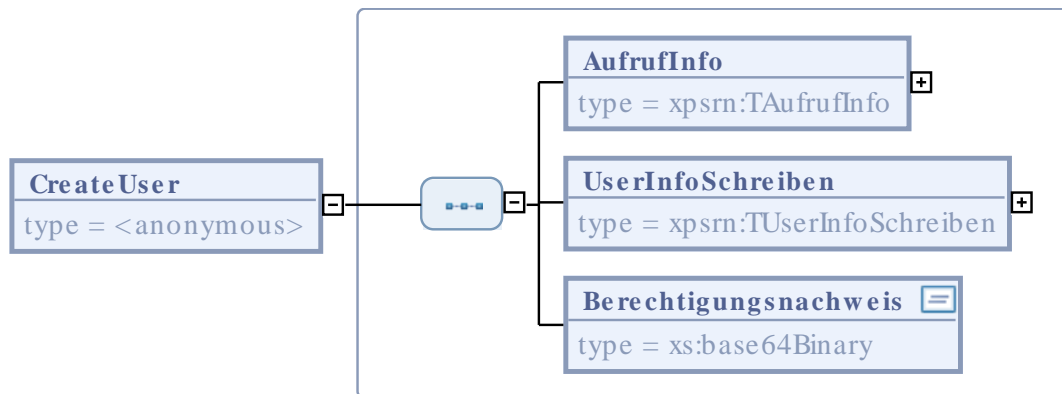 AufrufInfo
type = xpsrn:TAufrufInfo
CreateUser
type = <anonymous>
UserInfoSchreiben
type = xpsrn:TUserInfoSchreiben
Berechtigungsnachweis
type = xs:base64Binary